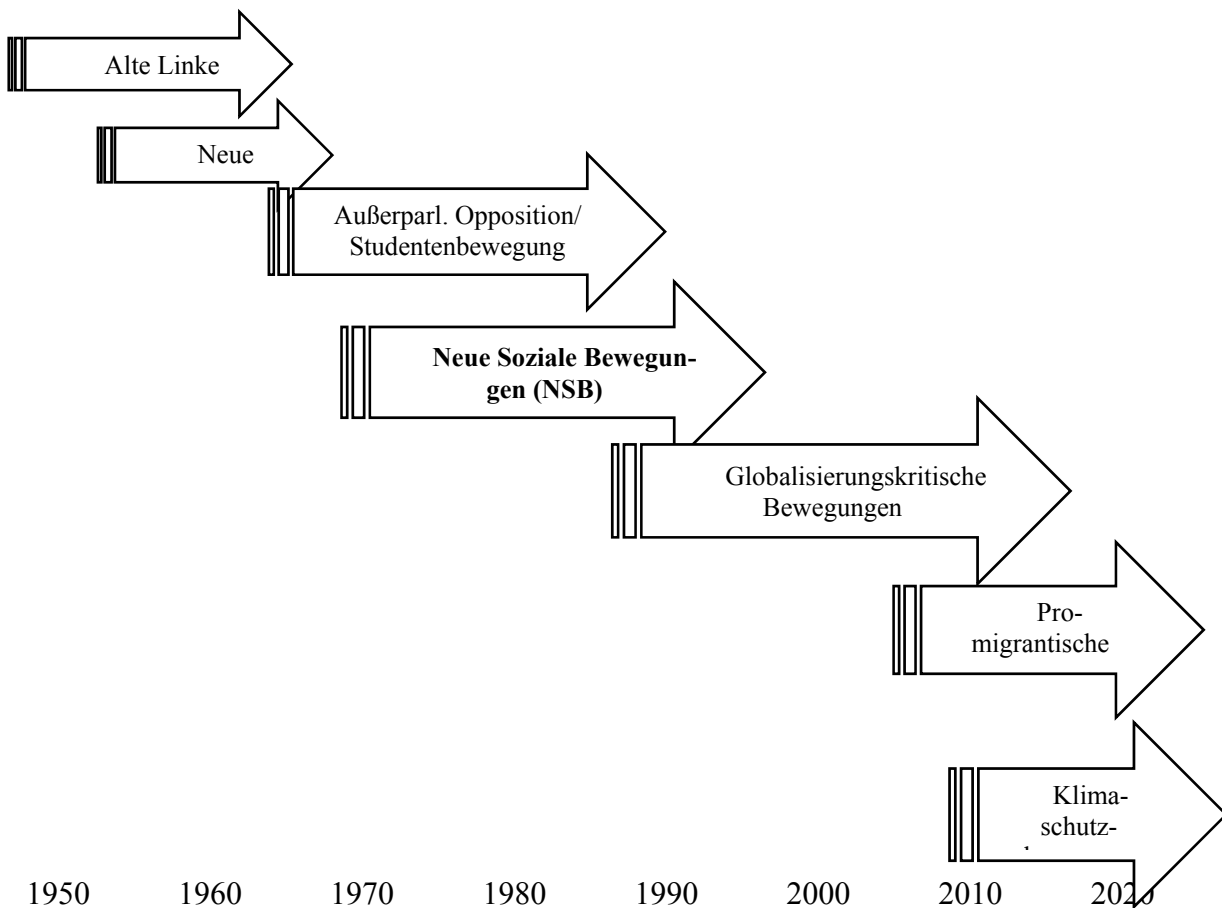 Alte Linke
Neue
Außerparl. Opposition/
Studentenbewegung
Neue Soziale Bewegun-
gen (NSB)
Globalisierungskritische
Bewegungen
Pro-
migrantische
Klima-
schutz-
1950 1960 1970 1980 1990 2000 2010 2020